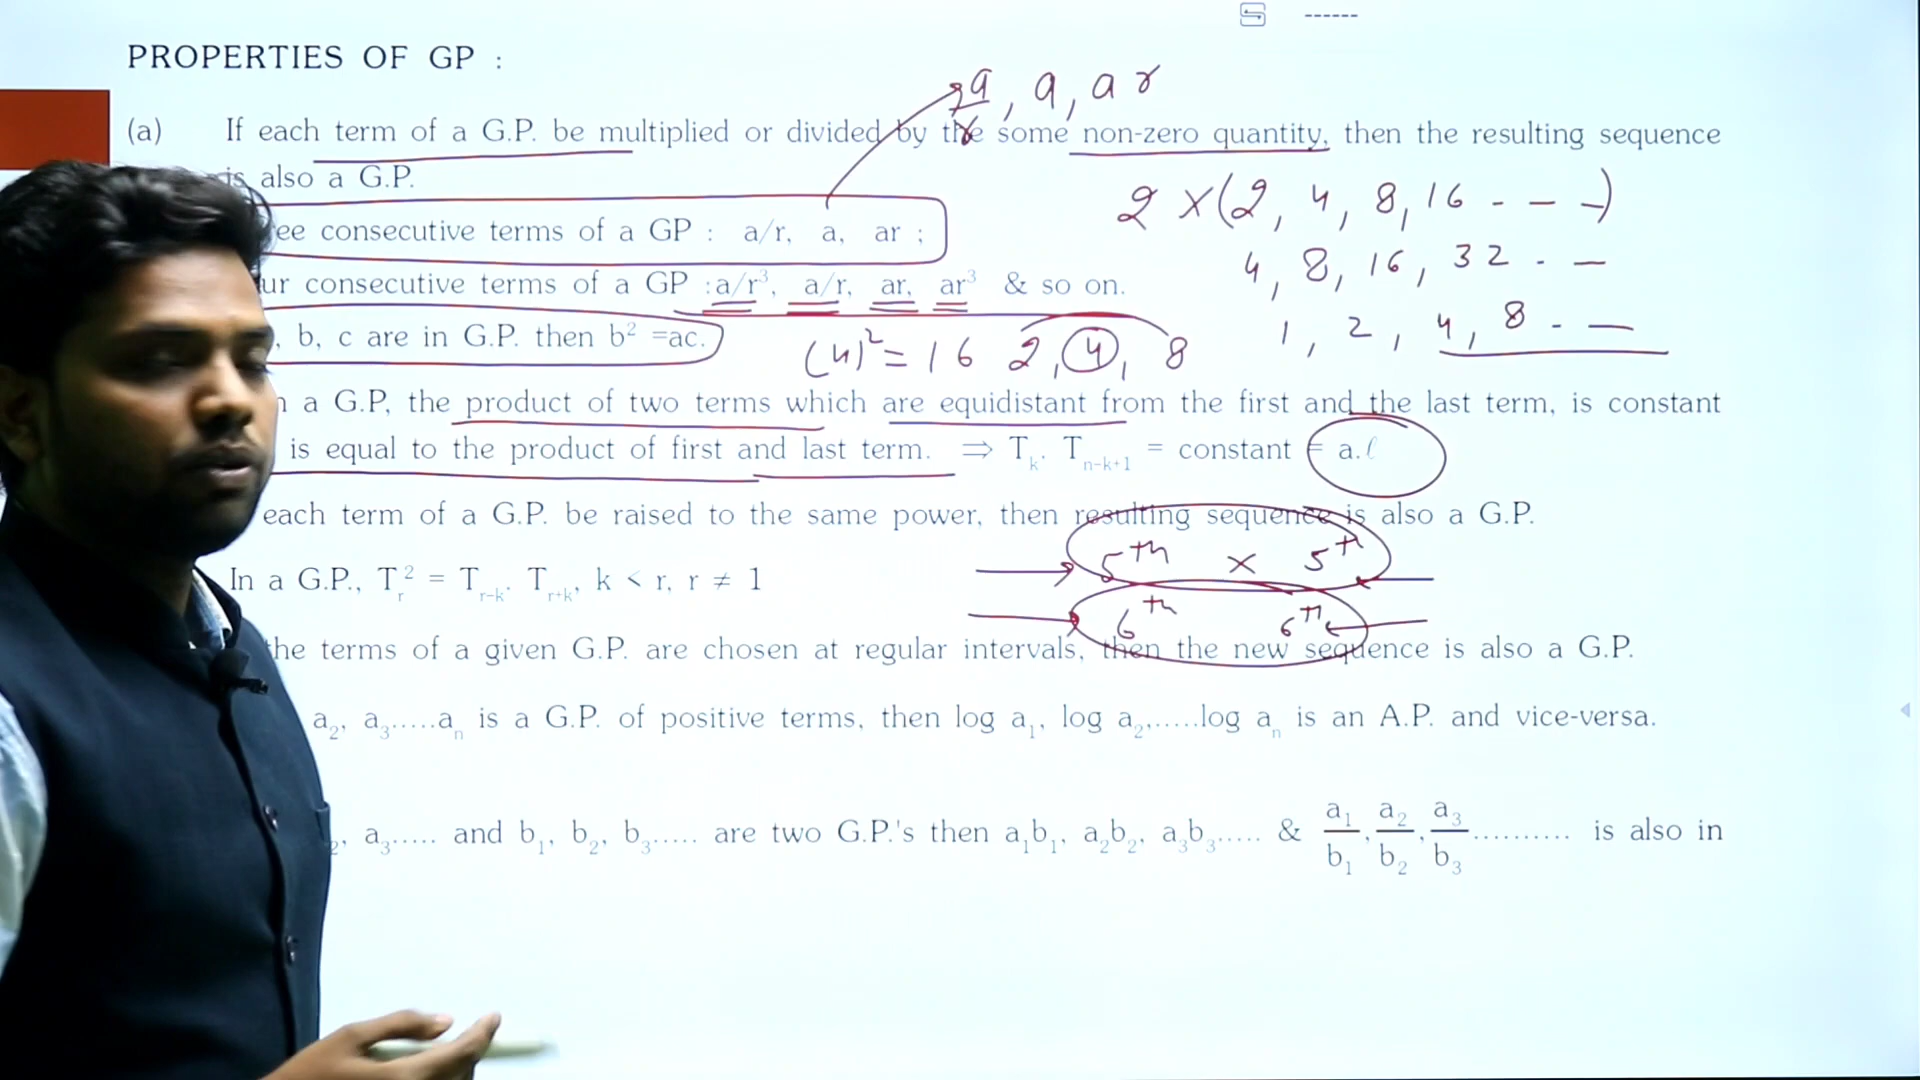 PROPERTIES OF GP :
a/r, a, ar
(a) If each term of a G.P. be multiplied or divided by the some non-zero quantity, then the resulting sequence
is also a G.P.
2 × (2, 4, 8, 16 - - -)
ee consecutive terms of a GP : a/r, a, ar ;
4, 8, 16, 32 - -
ur consecutive terms of a GP : a/r³, a/r, ar, ar³ & so on.
1, 2, 4, 8 - -
, b, c are in G.P. then b² =ac.
(4)² = 16 2, 4, 8
a G.P, the product of two terms which are equidistant from the first and the last term, is constant
is equal to the product of first and last term. ⇒ Tₖ. Tₙ₋ₖ₊₁ = constant = a.ℓ
each term of a G.P. be raised to the same power, then resulting sequence is also a G.P.
5th × 5th
In a G.P., Tᵣ² = Tᵣ₋ₖ. Tᵣ₊ₖ, k < r, r ≠ 1
6th 6th
the terms of a given G.P. are chosen at regular intervals, then the new sequence is also a G.P.
a₂, a₃.....aₙ is a G.P. of positive terms, then log a₁, log a₂,.....log aₙ is an A.P. and vice-versa.
₂, a₃..... and b₁, b₂, b₃..... are two G.P.'s then a₁b₁, a₂b₂, a₃b₃..... & a₁/b₁, a₂/b₂, a₃/b₃.......... is also in